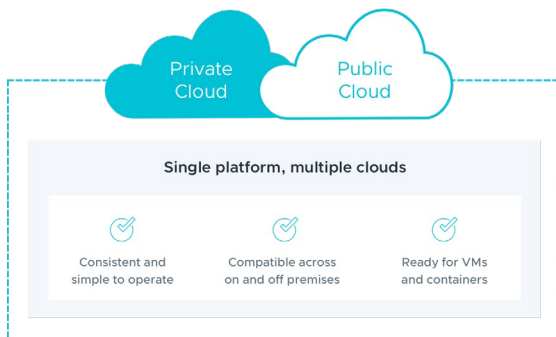 Private
Cloud
Public
Cloud
Single platform, multiple clouds
Consistent and
simple to operate
Compatible across
on and off premises
Ready for VMs
and containers